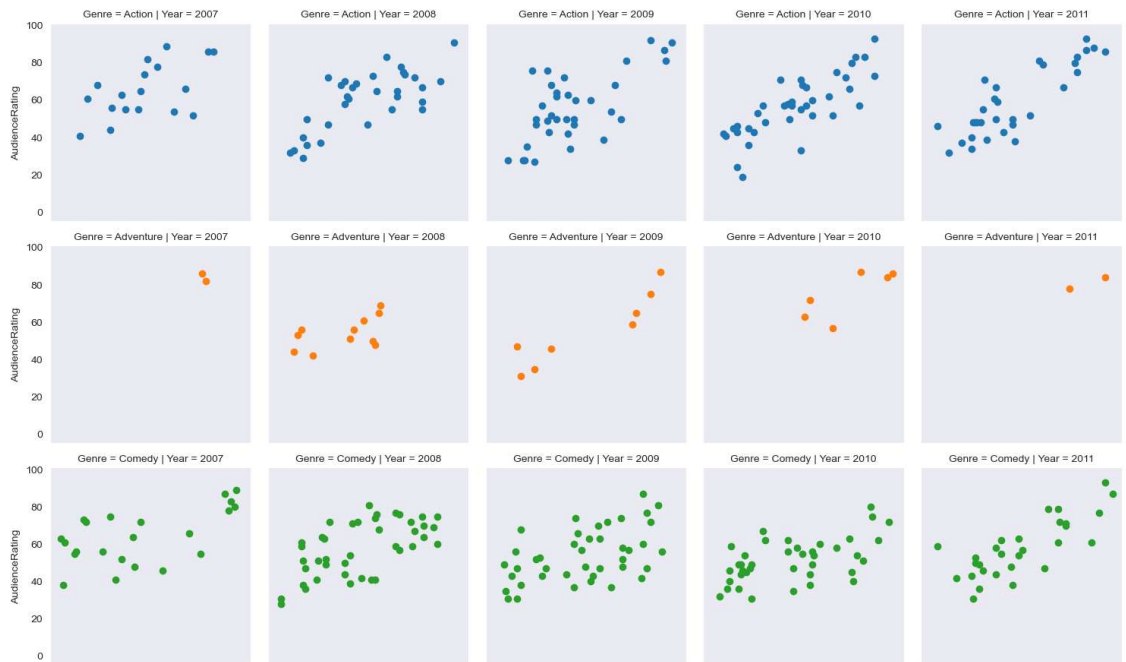 Genre = Action | Year = 2007
Genre = Action | Year = 2008
Genre = Action | Year = 2009
Genre = Action | Year = 2010
Genre = Action | Year = 2011
100
80
60
40
20
0
AudienceRating
Genre = Adventure | Year = 2007
Genre = Adventure | Year = 2008
Genre = Adventure | Year = 2009
Genre = Adventure | Year = 2010
Genre = Adventure | Year = 2011
100
80
60
40
20
0
AudienceRating
Genre = Comedy | Year = 2007
Genre = Comedy | Year = 2008
Genre = Comedy | Year = 2009
Genre = Comedy | Year = 2010
Genre = Comedy | Year = 2011
100
80
60
40
20
0
AudienceRating